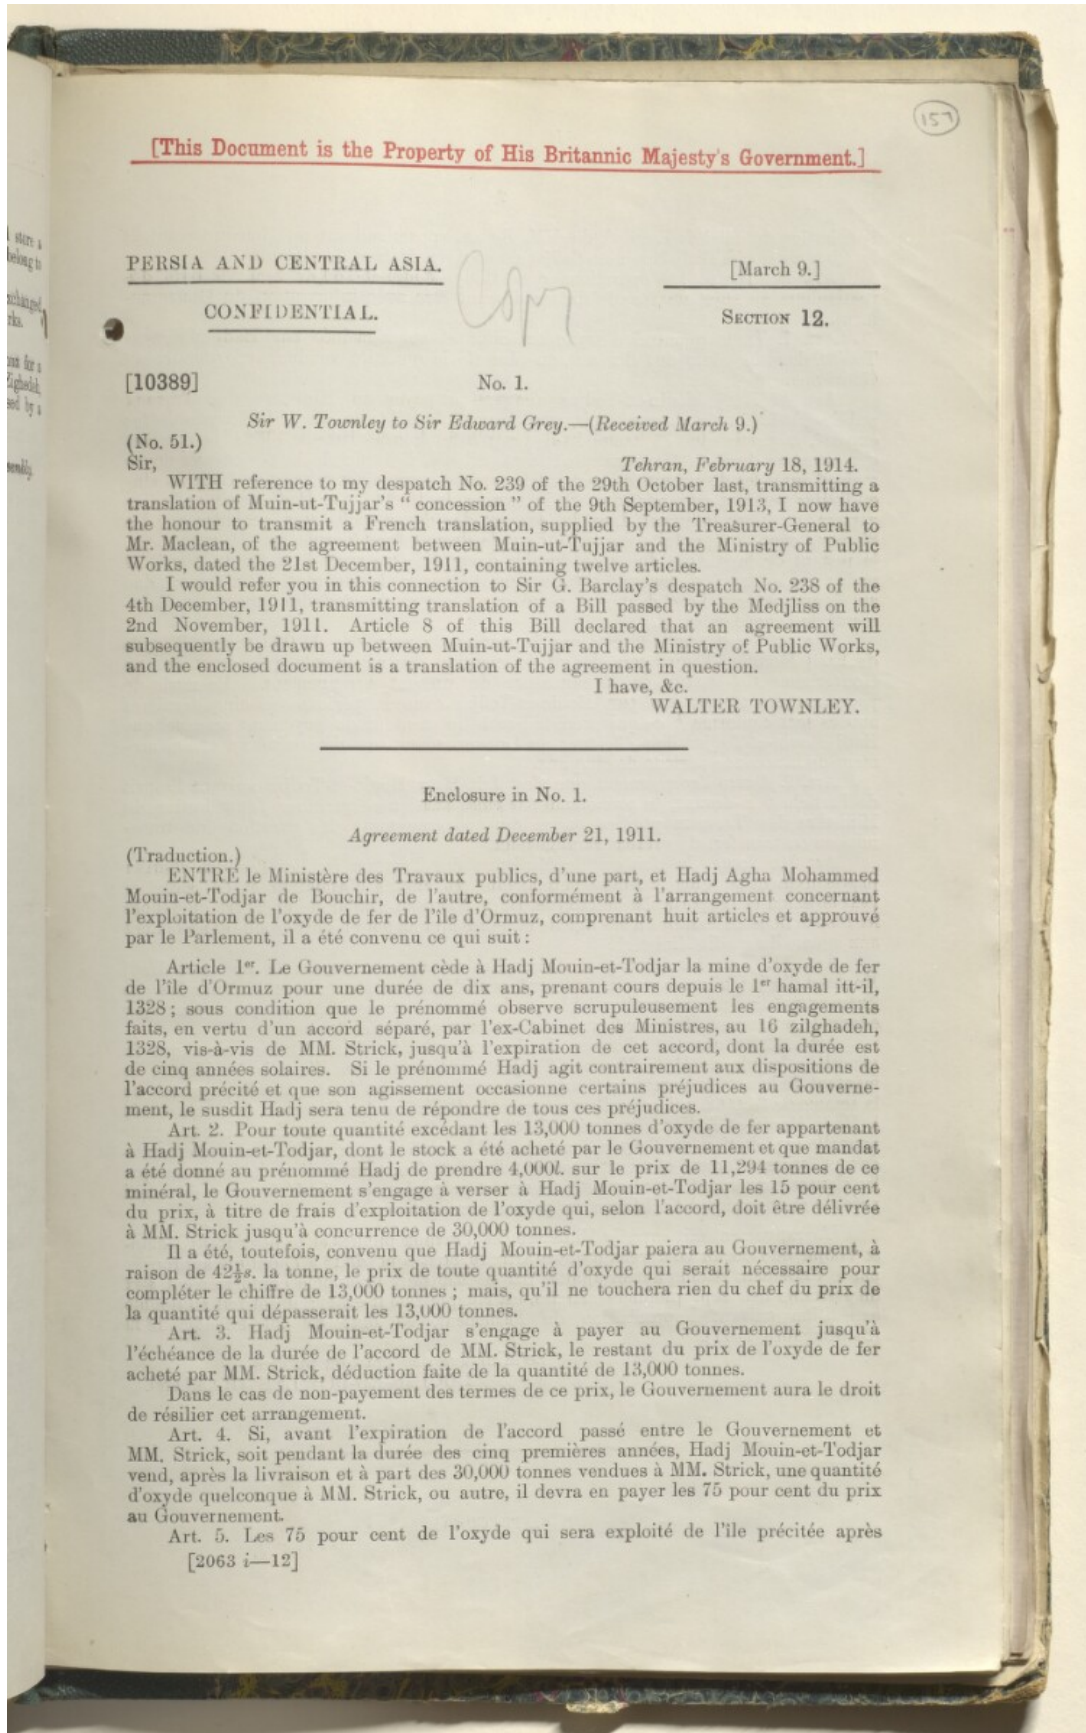 157
[This Document is the Property of His Britannic Majesty's Government.]
PERSIA AND CENTRAL ASIA.
[March 9.]
CONFIDENTIAL.
Copy
SECTION 12.
[10389]
No. 1.
Sir W. Townley to Sir Edward Grey.—(Received March 9.)
(No. 51.)
Sir,
Tehran, February 18, 1914.
WITH reference to my despatch No. 239 of the 29th October last, transmitting a
translation of Muin-ut-Tujjar's "concession" of the 9th September, 1913, I now have
the honour to transmit a French translation, supplied by the Treasurer-General to
Mr. Maclean, of the agreement between Muin-ut-Tujjar and the Ministry of Public
Works, dated the 21st December, 1911, containing twelve articles.
I would refer you in this connection to Sir G. Barclay's despatch No. 238 of the
4th December, 1911, transmitting translation of a Bill passed by the Medjliss on the
2nd November, 1911. Article 8 of this Bill declared that an agreement will
subsequently be drawn up between Muin-ut-Tujjar and the Ministry of Public Works,
and the enclosed document is a translation of the agreement in question.
I have, &c.
WALTER TOWNLEY.
Enclosure in No. 1.
Agreement dated December 21, 1911.
(Traduction.)
ENTRE le Ministère des Travaux publics, d'une part, et Hadj Agha Mohammed
Mouin-et-Todjar de Bouchir, de l'autre, conformément à l'arrangement concernant
l'exploitation de l'oxyde de fer de l'île d'Ormuz, comprenant huit articles et approuvé
par le Parlement, il a été convenu ce qui suit :
Article 1er. Le Gouvernement cède à Hadj Mouin-et-Todjar la mine d'oxyde de fer
de l'île d'Ormuz pour une durée de dix ans, prenant cours depuis le 1er hamal itt-il,
1328 ; sous condition que le prénommé observe scrupuleusement les engagements
faits, en vertu d'un accord séparé, par l'ex-Cabinet des Ministres, au 16 zilghadeh,
1328, vis-à-vis de MM. Strick, jusqu'à l'expiration de cet accord, dont la durée est
de cinq années solaires. Si le prénommé Hadj agit contrairement aux dispositions de
l'accord précité et que son agissement occasionne certains préjudices au Gouverne-
ment, le susdit Hadj sera tenu de répondre de tous ces préjudices.
Art. 2. Pour toute quantité excédant les 13,000 tonnes d'oxyde de fer appartenant
à Hadj Mouin-et-Todjar, dont le stock a été acheté par le Gouvernement et que mandat
a été donné au prénommé Hadj de prendre 4,000l. sur le prix de 11,294 tonnes de ce
minéral, le Gouvernement s'engage à verser à Hadj Mouin-et-Todjar les 15 pour cent
du prix, à titre de frais d'exploitation de l'oxyde qui, selon l'accord, doit être délivrée
à MM. Strick jusqu'à concurrence de 30,000 tonnes.
Il a été, toutefois, convenu que Hadj Mouin-et-Todjar paiera au Gouvernement, à
raison de 42½s. la tonne, le prix de toute quantité d'oxyde qui serait nécessaire pour
compléter le chiffre de 13,000 tonnes ; mais, qu'il ne touchera rien du chef du prix de
la quantité qui dépasserait les 13,000 tonnes.
Art. 3. Hadj Mouin-et-Todjar s'engage à payer au Gouvernement jusqu'à
l'échéance de la durée de l'accord de MM. Strick, le restant du prix de l'oxyde de fer
acheté par MM. Strick, déduction faite de la quantité de 13,000 tonnes.
Dans le cas de non-payement des termes de ce prix, le Gouvernement aura le droit
de résilier cet arrangement.
Art. 4. Si, avant l'expiration de l'accord passé entre le Gouvernement et
MM. Strick, soit pendant la durée des cinq premières années, Hadj Mouin-et-Todjar
vend, après la livraison et à part des 30,000 tonnes vendues à MM. Strick, une quantité
d'oxyde quelconque à MM. Strick, ou autre, il devra en payer les 75 pour cent du prix
au Gouvernement.
Art. 5. Les 75 pour cent de l'oxyde qui sera exploité de l'île précitée après
[2063 i—12]